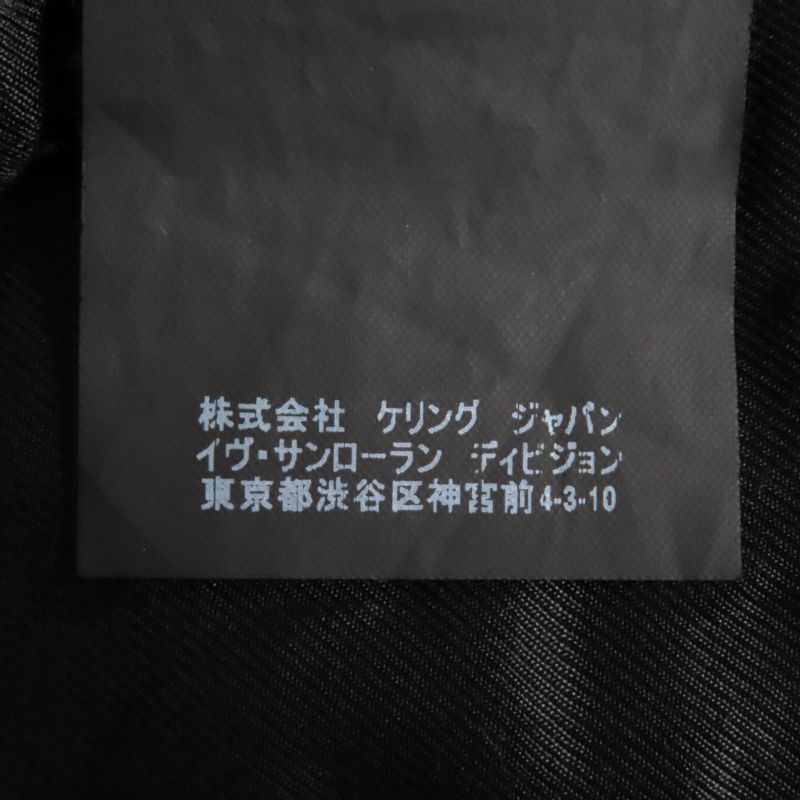 株式会社 ケリング ジャパン
イヴ・サンローラン ディビジョン
東京都渋谷区神宮前4-3-10